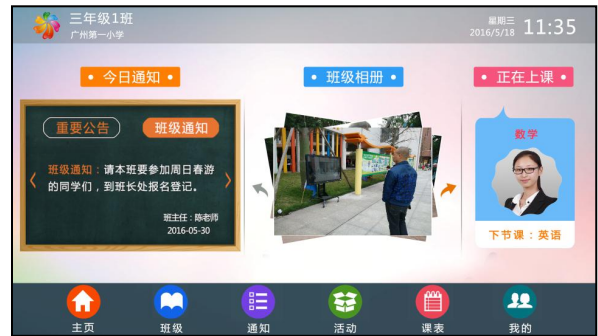 三年级1班
广州第一小学
星期三
2016/5/18 11:35
• 今日通知 •
• 班级相册 •
• 正在上课 •
重要公告
班级通知
班级通知：请本班要参加周日春游
的同学们，到班长处报名登记。
班主任：陈老师
2016-05-30
数学
下节课：英语
主页
班级
通知
活动
课表
我的